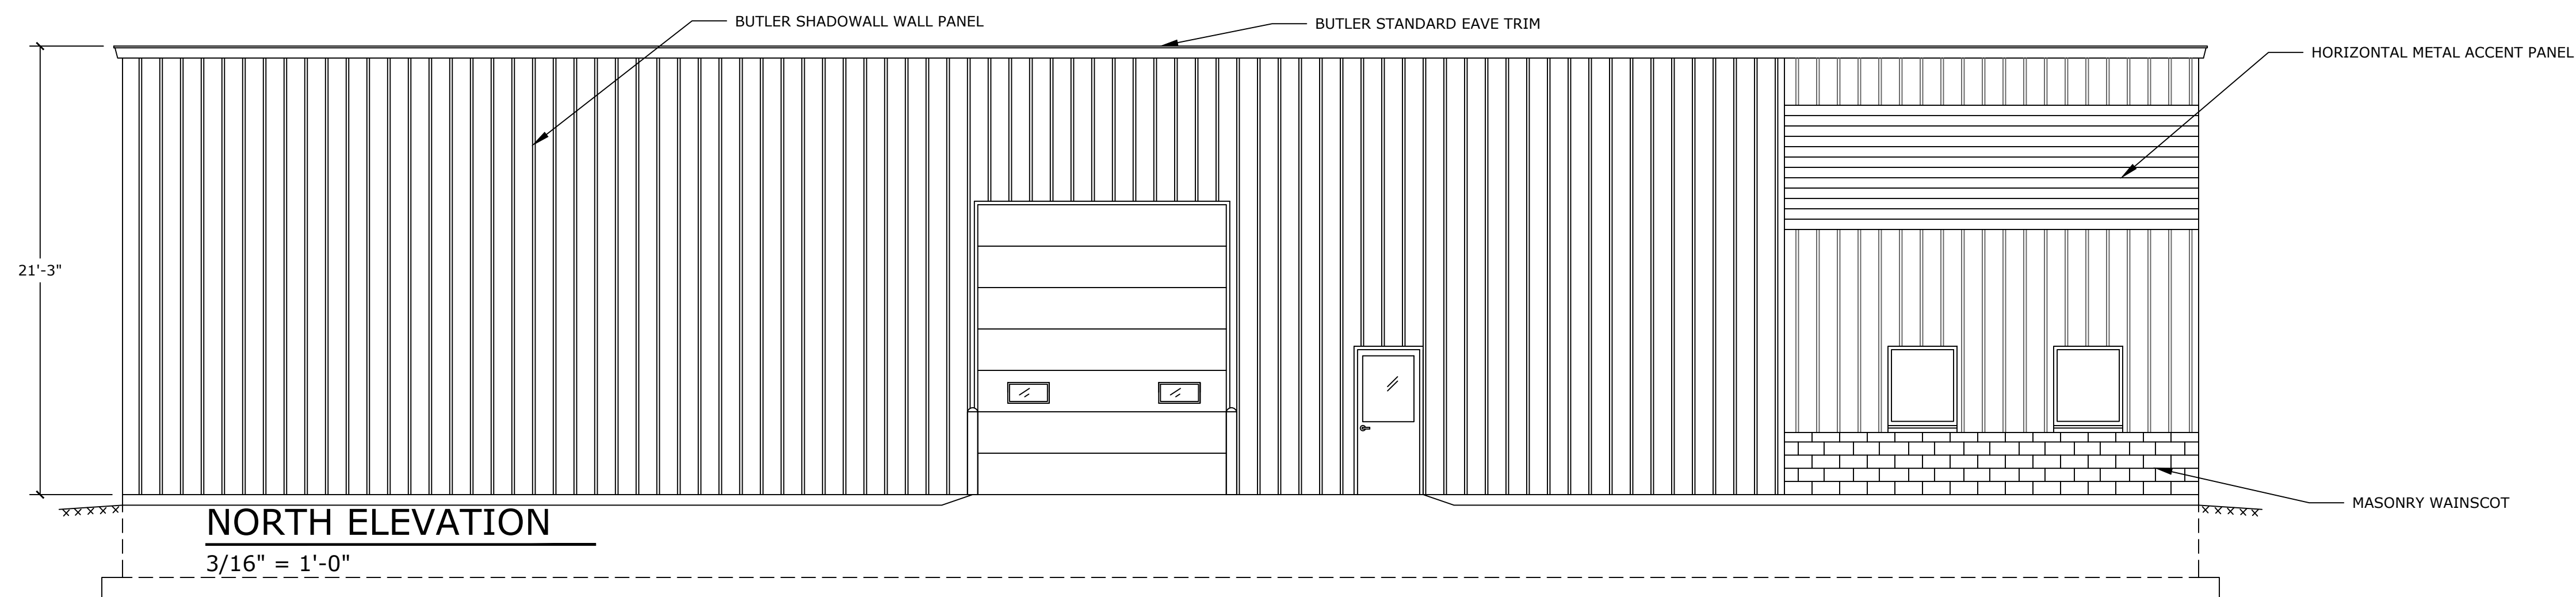 BUTLER SHADOWALL WALL PANEL
BUTLER STANDARD EAVE TRIM
HORIZONTAL METAL ACCENT PANEL
21'-3"
MASONRY WAINSCOT
NORTH ELEVATION
3/16" = 1'-0"